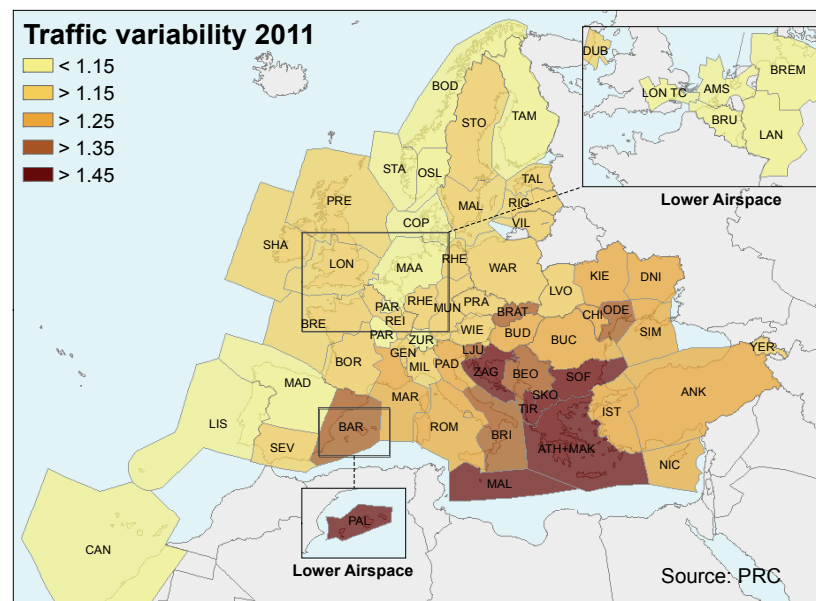 Traffic variability 2011
< 1.15
> 1.15
> 1.25
> 1.35
> 1.45
DUB
LON TC
AMS
BREM
BRU
LAN
Lower Airspace
BOD
STO
TAM
STA
OSL
TAL
RIG
MAL
VIL
PRE
COP
SHA
LON
MAA
RHE
WAR
KIE
DNI
LVO
PAR
RHE
MUN
PRA
REI
BRE
PAR
WIE
BRAT
CHI
ODE
SIM
ZUR
BUD
BUC
YER
BOR
GEN
MIL
PAD
LJU
ZAG
BEO
SOF
MAD
MAR
SKO
ANK
LIS
TIR
IST
BAR
ROM
BRI
SEV
ATH+MAK
NIC
MAL
PAL
CAN
Lower Airspace
Source: PRC